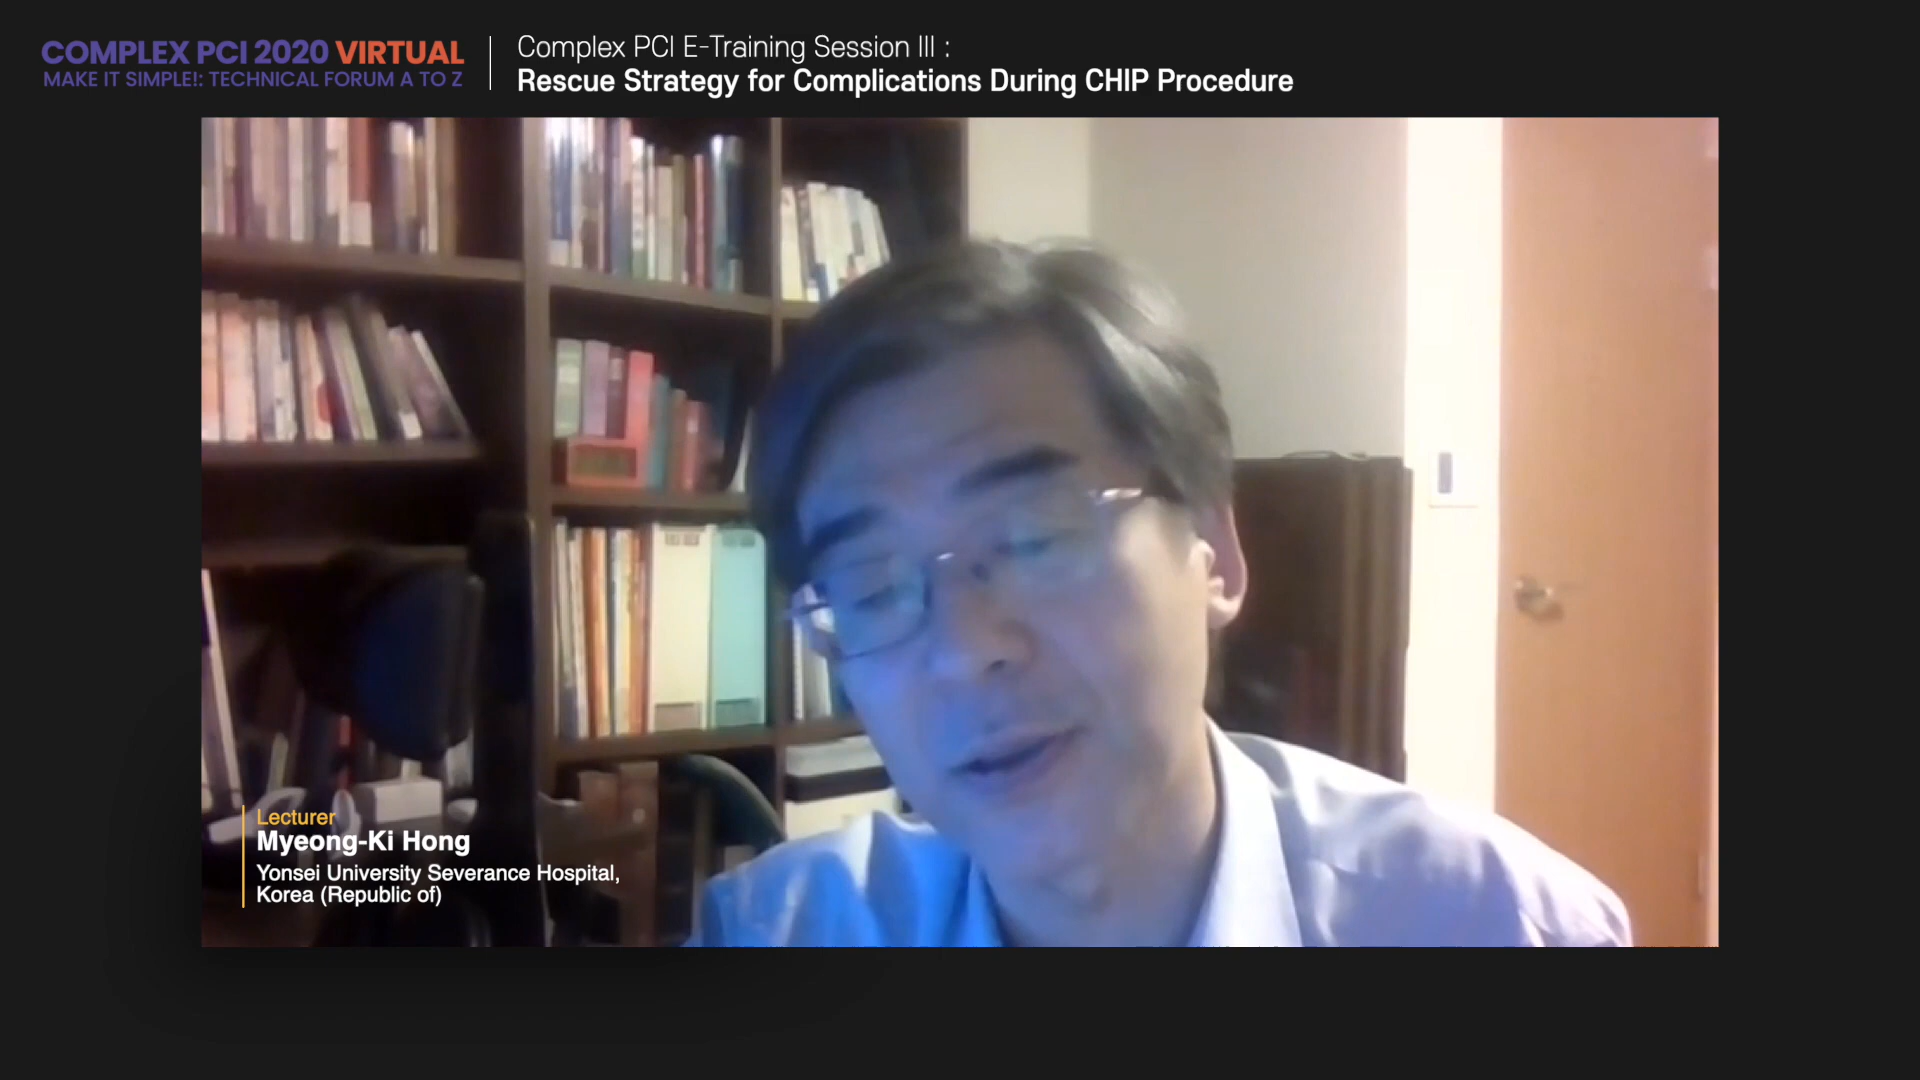 COMPLEX PCI 2020 VIRTUAL
MAKE IT SIMPLE!: TECHNICAL FORUM A TO Z
Complex PCI E-Training Session III :
Rescue Strategy for Complications During CHIP Procedure
Lecturer
Myeong-Ki Hong
Yonsei University Severance Hospital,
Korea (Republic of)